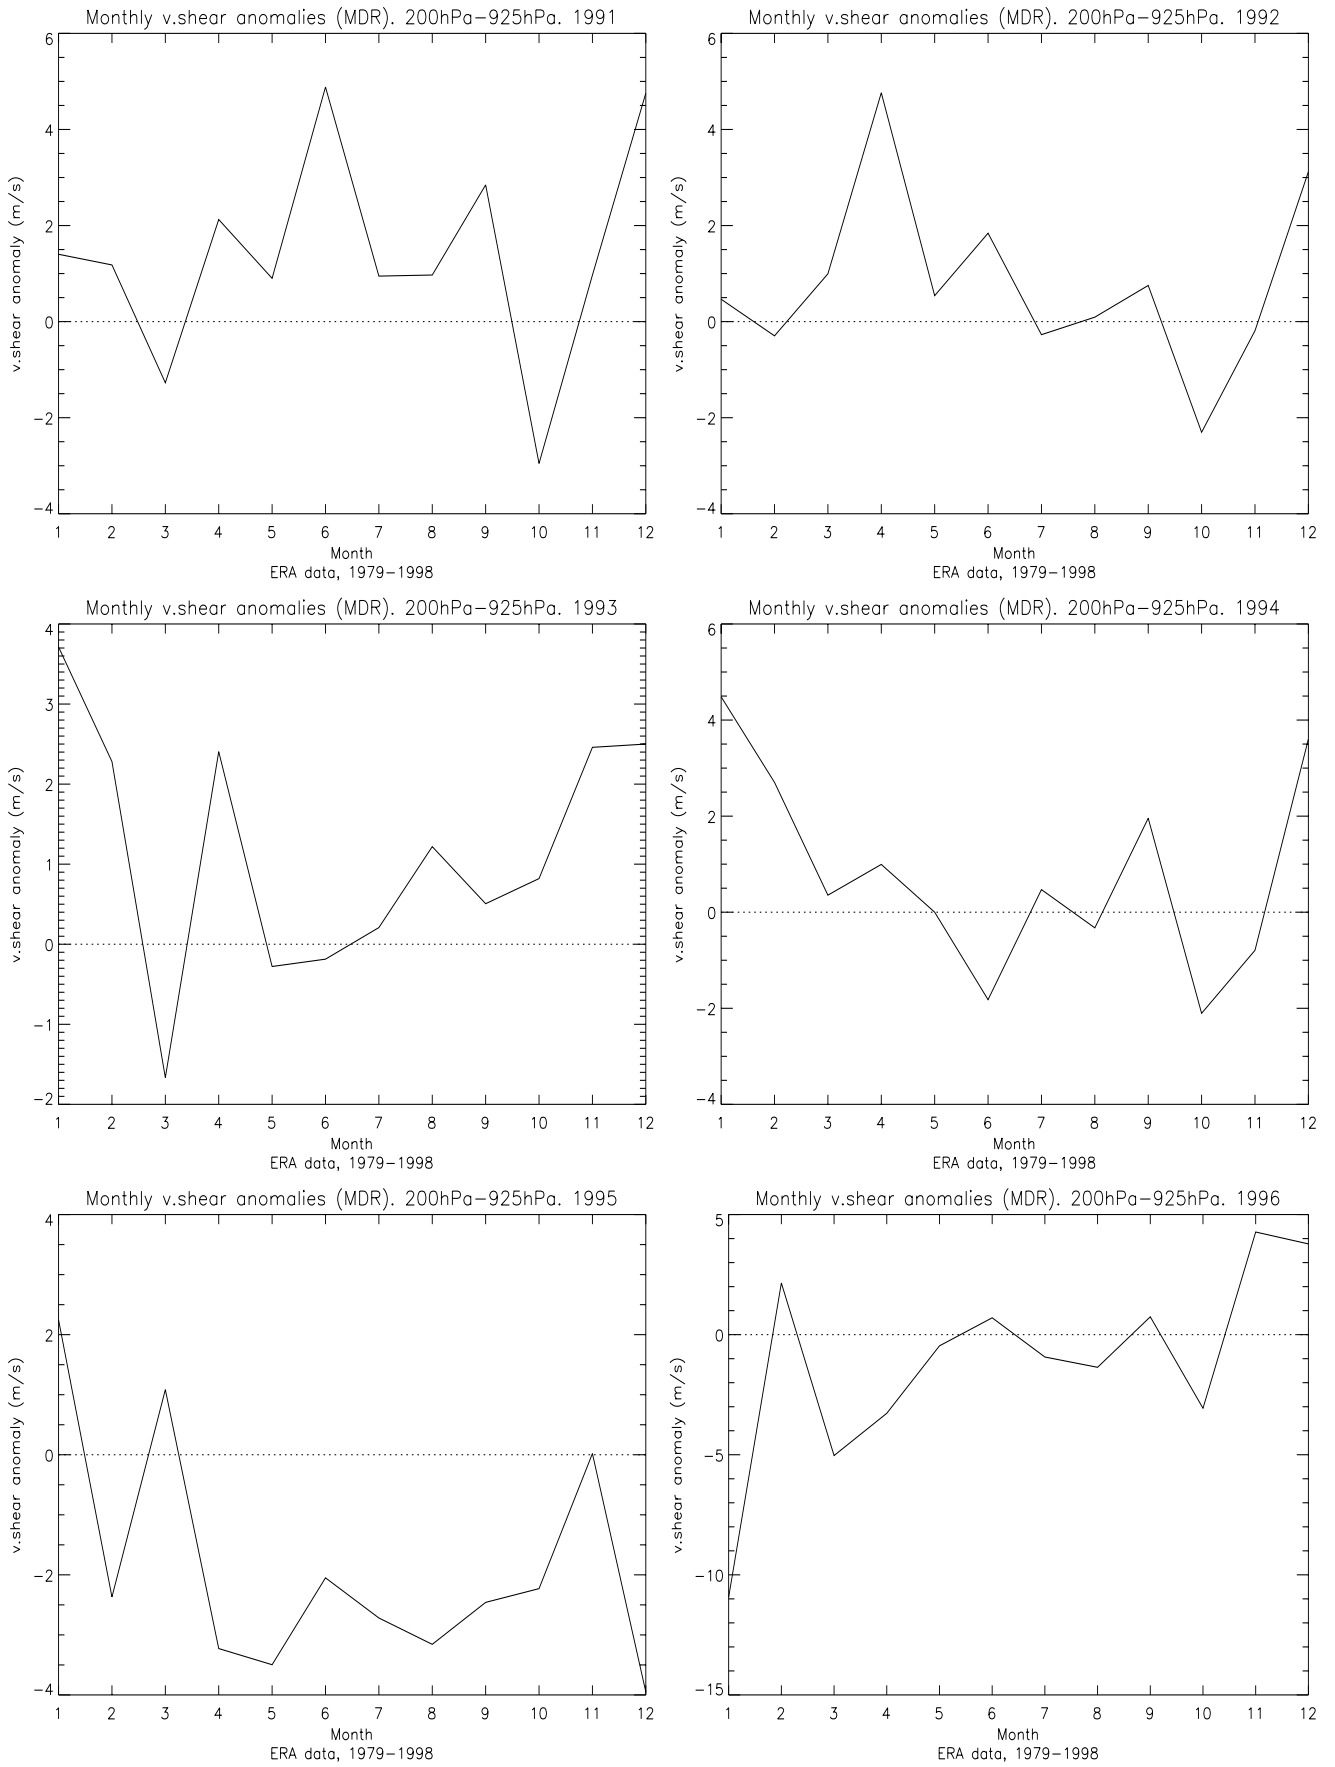 Monthly v.shear anomalies (MDR). 200hPa−925hPa. 1991
6
4
2
0
−2
−4
v.shear anomaly (m/s)
1 2 3 4 5 6 7 8 9 10 11 12
Month
ERA data, 1979−1998
Monthly v.shear anomalies (MDR). 200hPa−925hPa. 1992
6
4
2
0
−2
−4
v.shear anomaly (m/s)
1 2 3 4 5 6 7 8 9 10 11 12
Month
ERA data, 1979−1998
Monthly v.shear anomalies (MDR). 200hPa−925hPa. 1993
4
3
2
1
0
−1
−2
v.shear anomaly (m/s)
1 2 3 4 5 6 7 8 9 10 11 12
Month
ERA data, 1979−1998
Monthly v.shear anomalies (MDR). 200hPa−925hPa. 1994
6
4
2
0
−2
−4
v.shear anomaly (m/s)
1 2 3 4 5 6 7 8 9 10 11 12
Month
ERA data, 1979−1998
Monthly v.shear anomalies (MDR). 200hPa−925hPa. 1995
4
2
0
−2
−4
v.shear anomaly (m/s)
1 2 3 4 5 6 7 8 9 10 11 12
Month
ERA data, 1979−1998
Monthly v.shear anomalies (MDR). 200hPa−925hPa. 1996
5
0
−5
−10
−15
v.shear anomaly (m/s)
1 2 3 4 5 6 7 8 9 10 11 12
Month
ERA data, 1979−1998